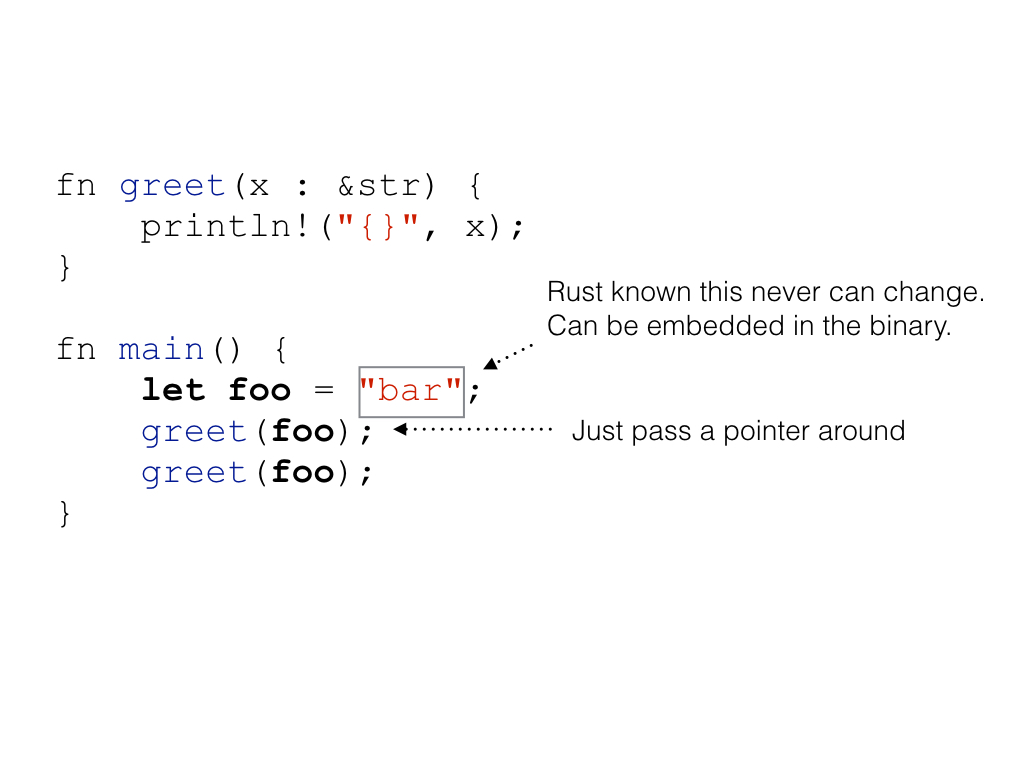 fn greet(x : &str) {
    println!("{}", x);
}
Rust known this never can change.
Can be embedded in the binary.
fn main() {
    let foo = "bar";
    greet(foo);
Just pass a pointer around
    greet(foo);
}